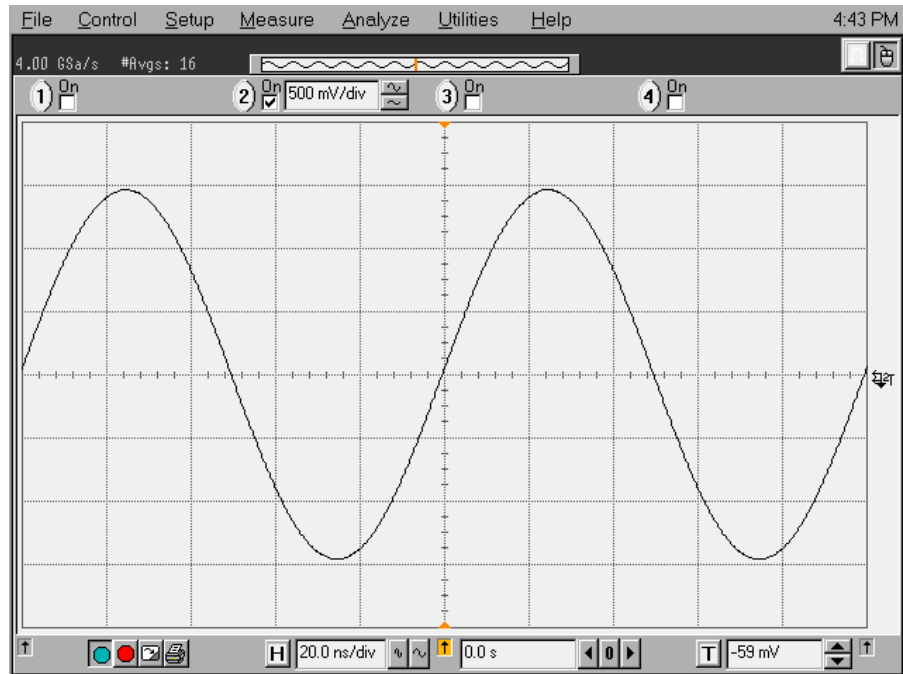 File Control Setup Measure Analyze Utilities Help 4:43 PM
4.00 GSa/s #Avgs: 16
1) On 2) On 500 mV/div 3) On 4) On
H 20.0 ns/div 0.0 s 0 T -59 mV